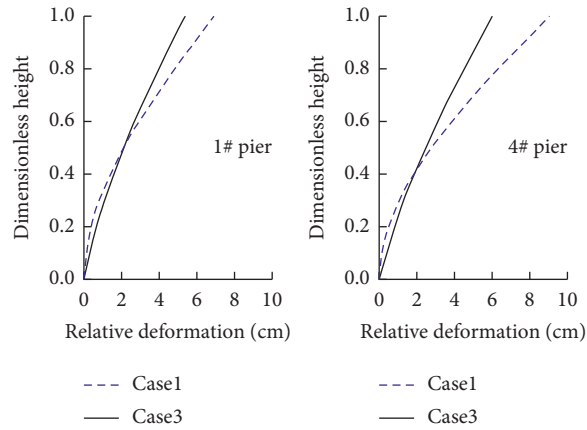 1.0
0.8
0.6
0.4
0.2
0.0
Dimensionless height
1# pier
0 2 4 6 8 10
Relative deformation (cm)
Case1
Case3
1.0
0.8
0.6
0.4
0.2
0.0
Dimensionless height
4# pier
0 2 4 6 8 10
Relative deformation (cm)
Case1
Case3